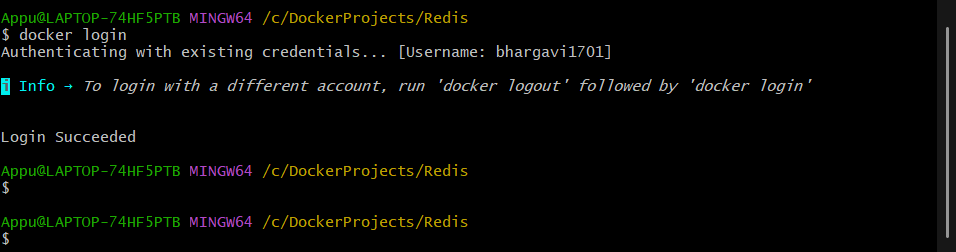 Appu@LAPTOP-74HF5PTB MINGW64 /c/DockerProjects/Redis
$ docker login
Authenticating with existing credentials... [Username: bhargavi1701]
i Info → To login with a different account, run 'docker logout' followed by 'docker login'
Login Succeeded
Appu@LAPTOP-74HF5PTB MINGW64 /c/DockerProjects/Redis
$
Appu@LAPTOP-74HF5PTB MINGW64 /c/DockerProjects/Redis
$